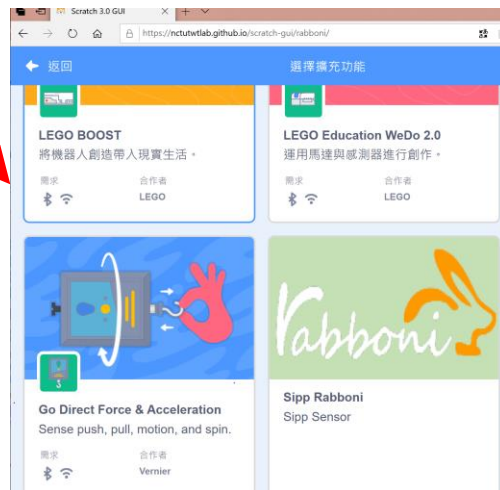 Scratch 3.0 GUI
https://nctutwtlab.github.io/scratch-gui/rabboni/
返回
選擇擴充功能
LEGO BOOST
將機器人創造帶入現實生活。
需求 合作者
LEGO
LEGO Education WeDo 2.0
運用馬達與感測器進行創作。
需求 合作者
LEGO
Go Direct Force & Acceleration
Sense push, pull, motion, and spin.
需求 合作者
Vernier
rabboni
Sipp Rabboni
Sipp Sensor